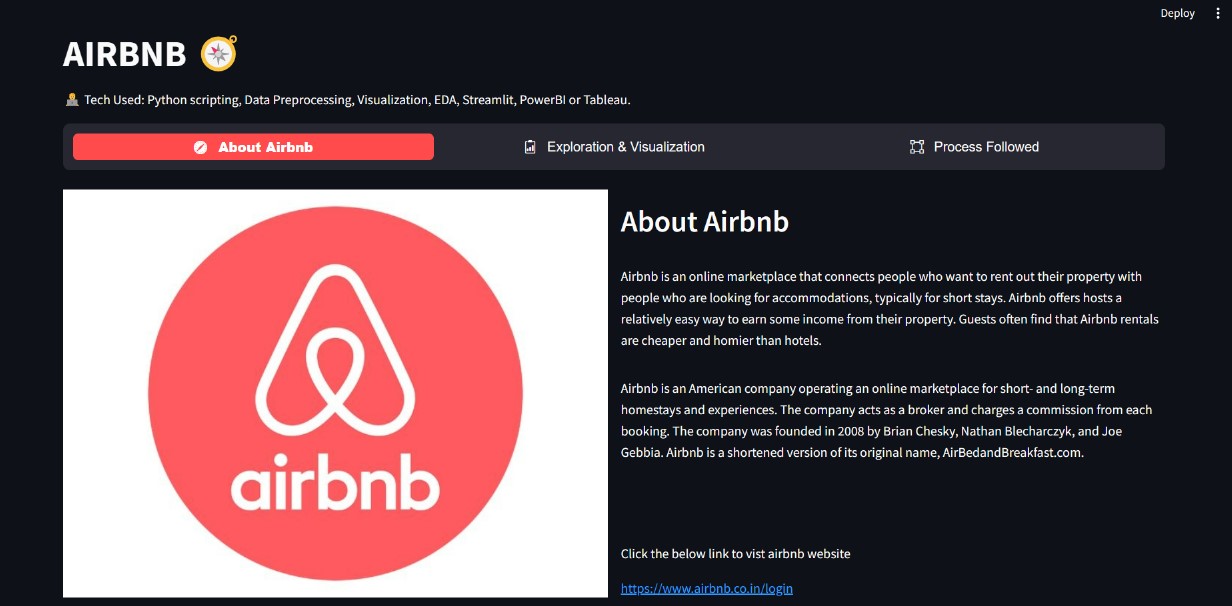 Deploy
AIRBNB
Tech Used: Python scripting, Data Preprocessing, Visualization, EDA, Streamlit, PowerBI or Tableau.
About Airbnb
Exploration & Visualization
Process Followed
airbnb
About Airbnb
Airbnb is an online marketplace that connects people who want to rent out their property with
people who are looking for accommodations, typically for short stays. Airbnb offers hosts a
relatively easy way to earn some income from their property. Guests often find that Airbnb rentals
are cheaper and homier than hotels.
Airbnb is an American company operating an online marketplace for short- and long-term
homestays and experiences. The company acts as a broker and charges a commission from each
booking. The company was founded in 2008 by Brian Chesky, Nathan Blecharczyk, and Joe
Gebbia. Airbnb is a shortened version of its original name, AirBedandBreakfast.com.
Click the below link to vist airbnb website
https://www.airbnb.co.in/login